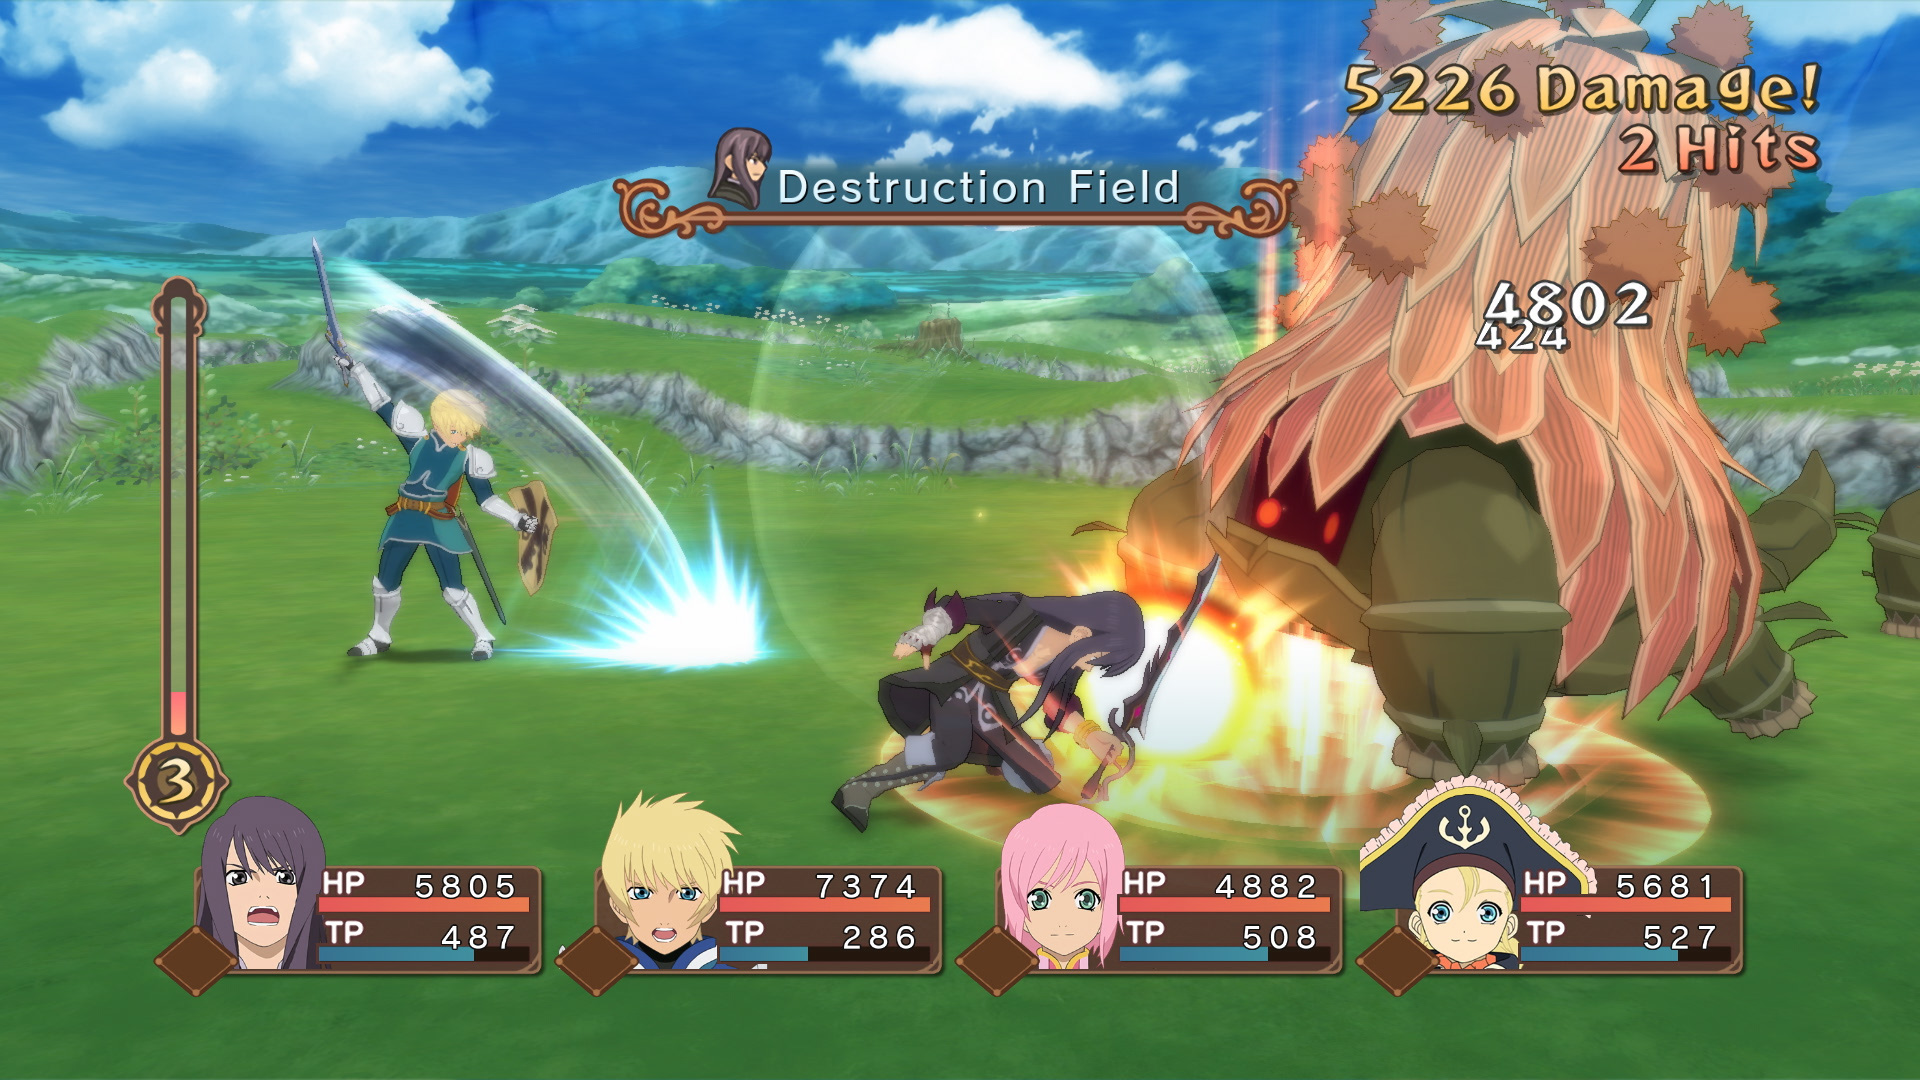 5226 Damage!
2 Hits
Destruction Field
4802
424
3
HP 5805
TP 487
HP 7374
TP 286
HP 4882
TP 508
HP 5681
TP 527